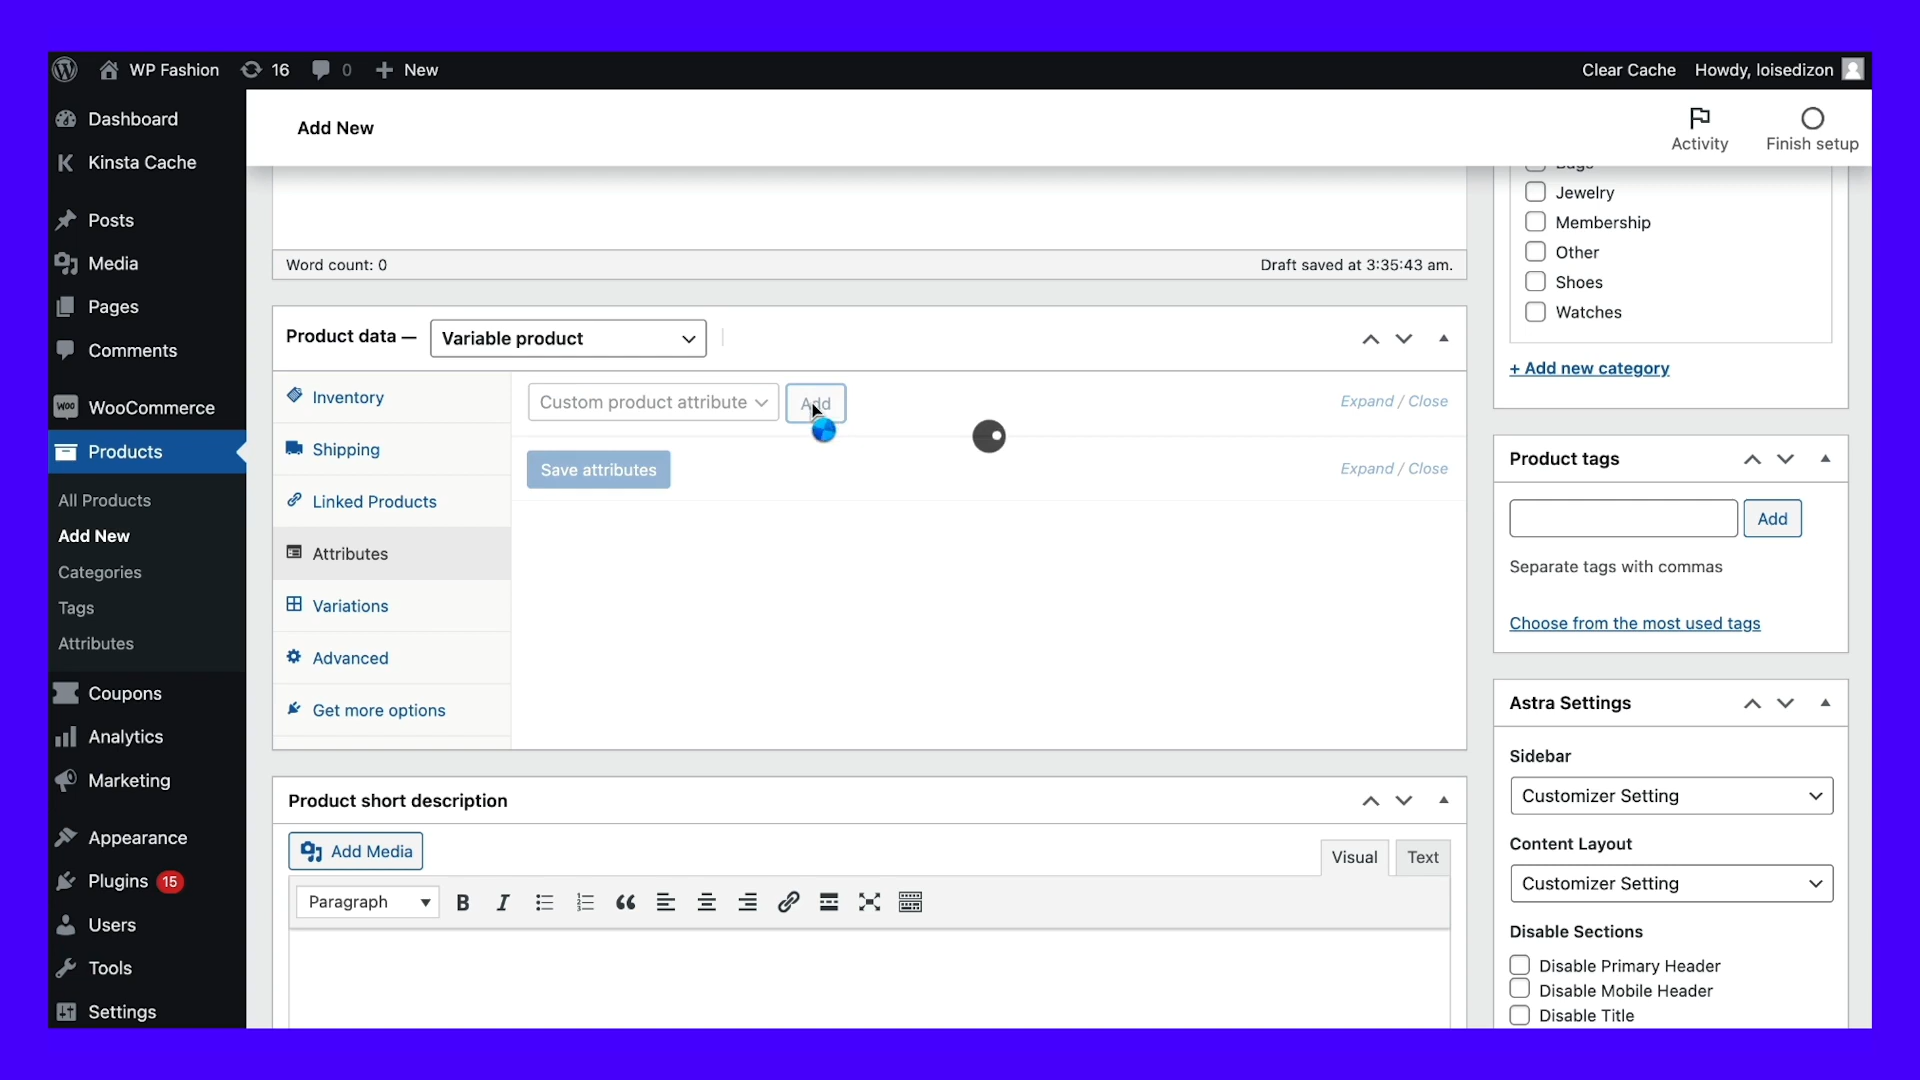 WP Fashion
16
0
New
Clear Cache
Howdy, loisedizon
Dashboard
Kinsta Cache
Posts
Media
Pages
Comments
WooCommerce
Products
All Products
Add New
Categories
Tags
Attributes
Coupons
Analytics
Marketing
Appearance
Plugins 15
Users
Tools
Settings
Add New
Activity
Finish setup
Word count: 0
Draft saved at 3:35:43 am.
Product data —
Variable product
Inventory
Shipping
Linked Products
Attributes
Variations
Advanced
Get more options
Custom product attribute
Add
Expand / Close
Save attributes
Expand / Close
Product short description
Add Media
Visual
Text
Paragraph
Jewelry
Membership
Other
Shoes
Watches
+ Add new category
Product tags
Add
Separate tags with commas
Choose from the most used tags
Astra Settings
Sidebar
Customizer Setting
Content Layout
Customizer Setting
Disable Sections
Disable Primary Header
Disable Mobile Header
Disable Title